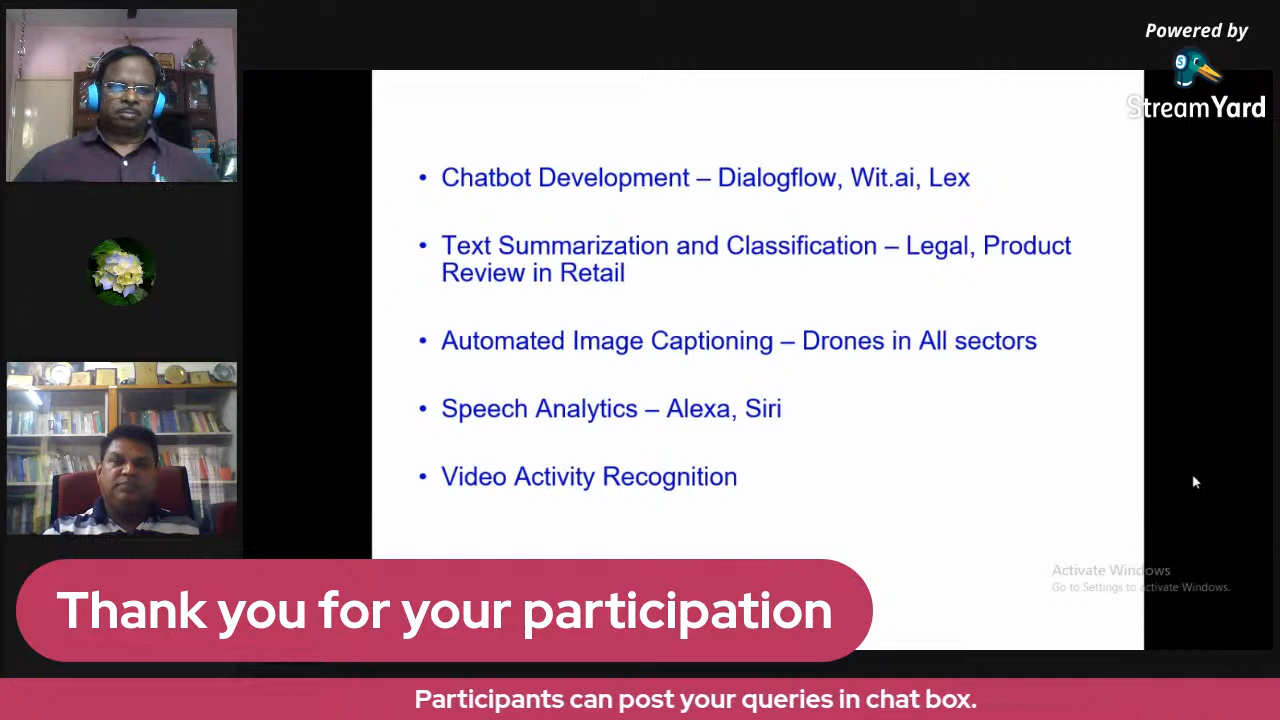 Powered by
StreamYard
• Chatbot Development – Dialogflow, Wit.ai, Lex
• Text Summarization and Classification – Legal, Product
Review in Retail
• Automated Image Captioning – Drones in All sectors
• Speech Analytics – Alexa, Siri
• Video Activity Recognition
Activate Windows
Go to Settings to activate Windows.
Thank you for your participation
Participants can post your queries in chat box.